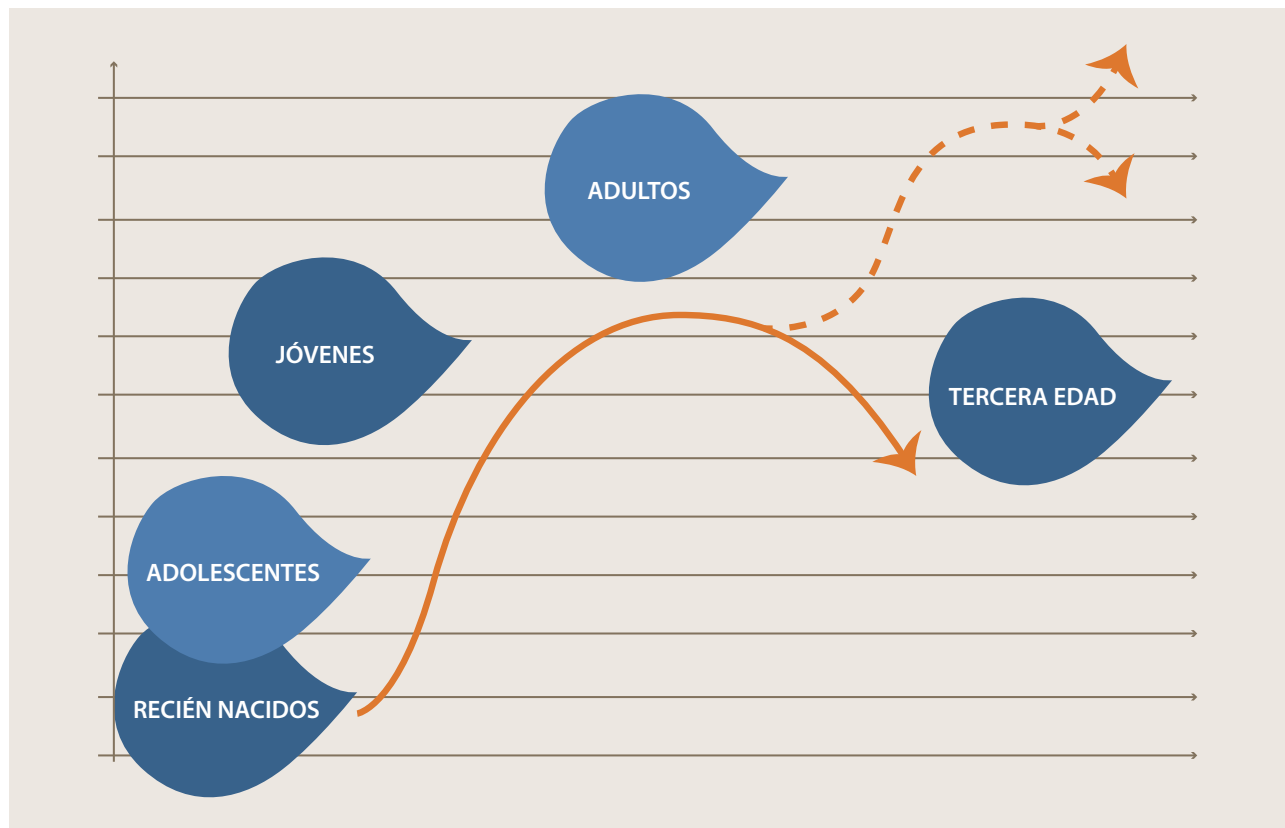 ADULTOS
JÓVENES
TERCERA EDAD
ADOLESCENTES
RECIÉN NACIDOS